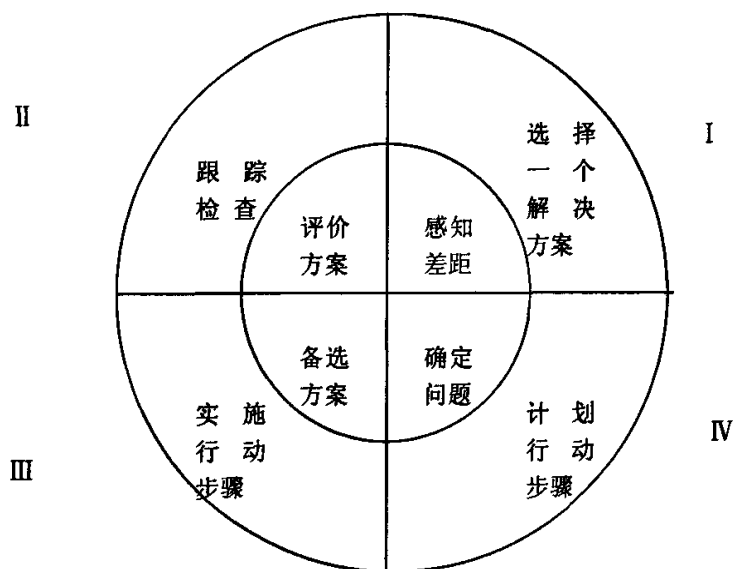 Ⅱ
Ⅰ
跟踪
检查
选择
一个
解决
方案
评价
方案
感知
差距
备选
方案
确定
问题
实施
行动
步骤
计划
行动
步骤
Ⅲ
Ⅳ